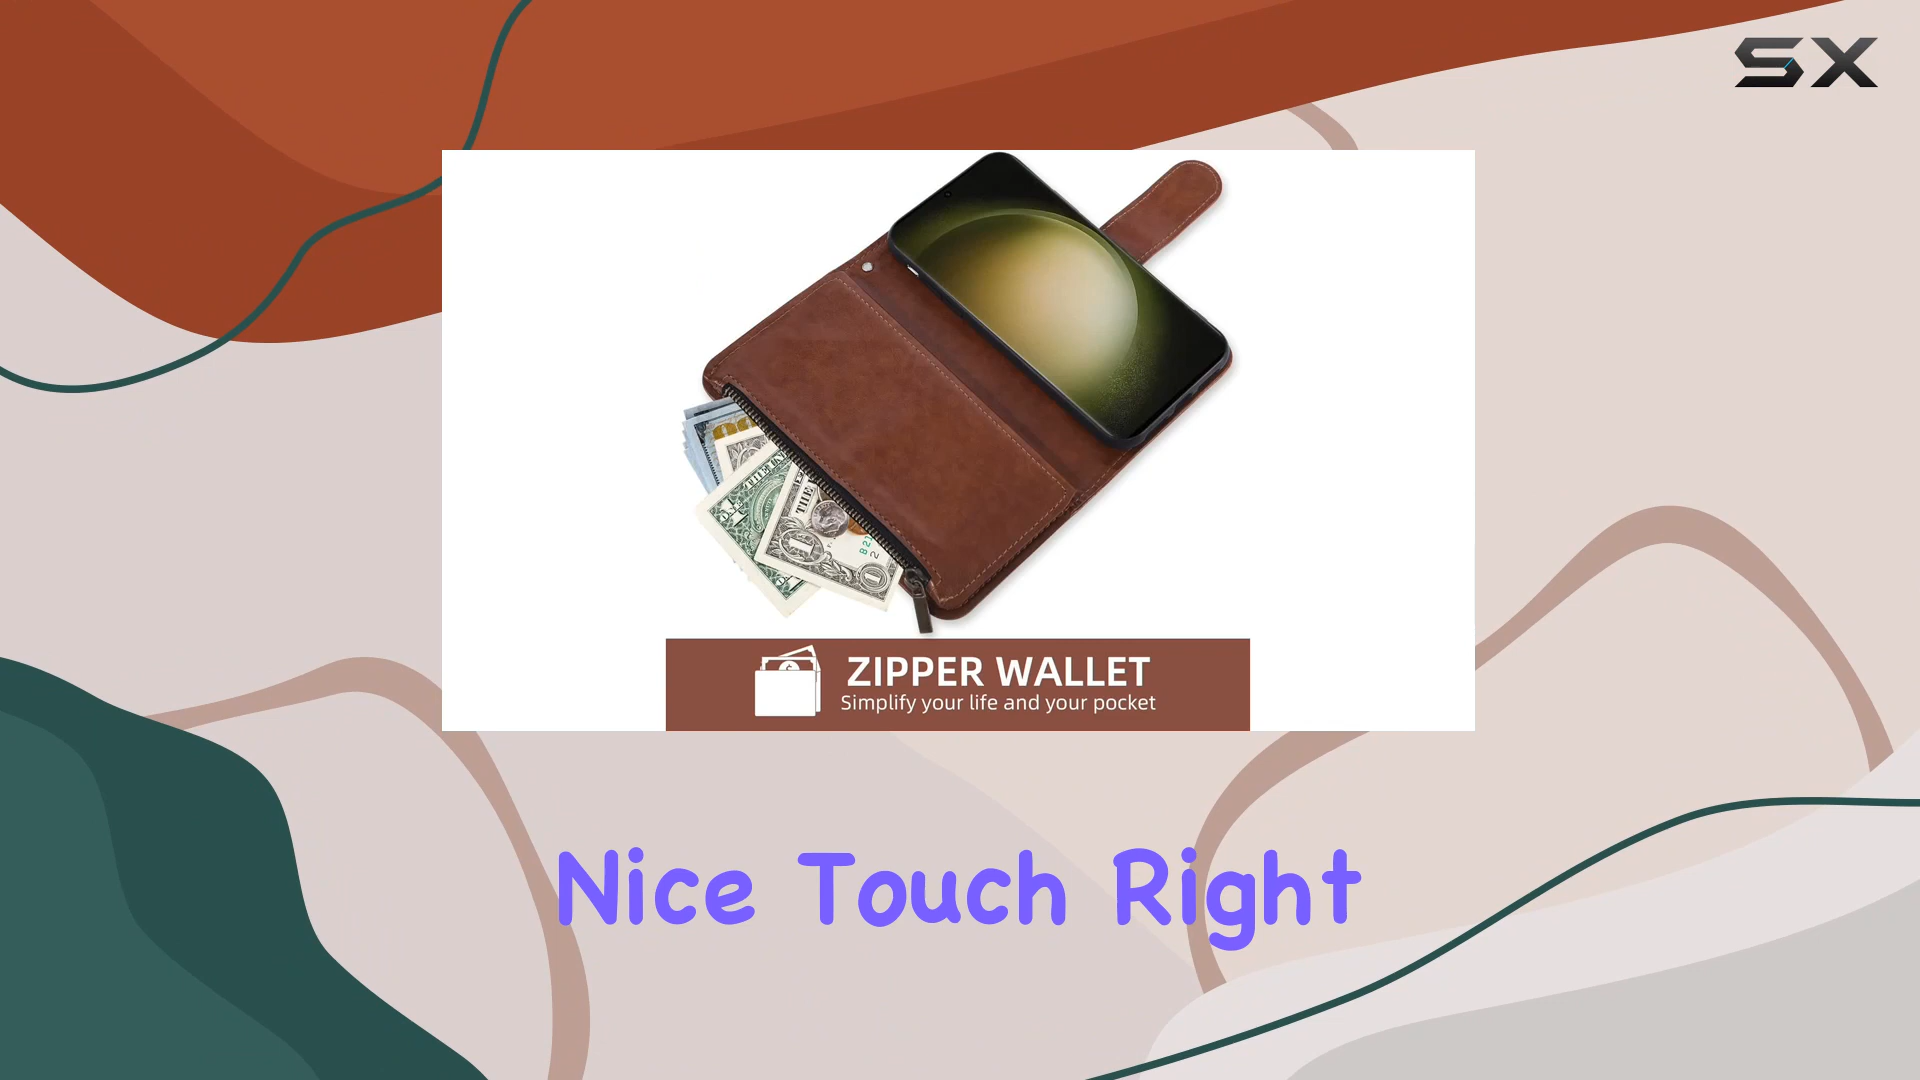 SX
ZIPPER WALLET
Simplify your life and your pocket
Nice Touch Right